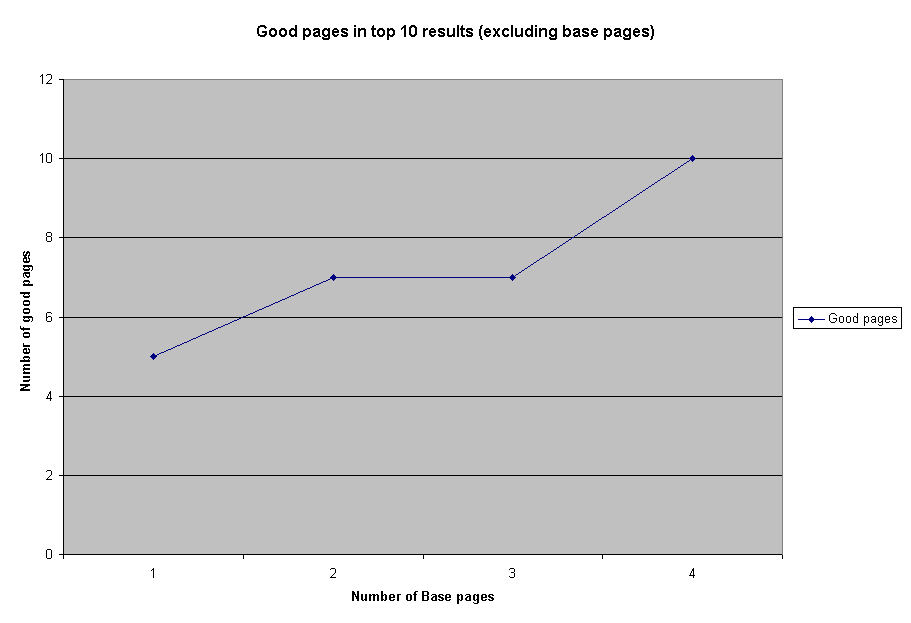 Good pages in top 10 results (excluding base pages)
12
10
8
6
4
2
0
Number of good pages
1 2 3 4
Number of Base pages
Good pages